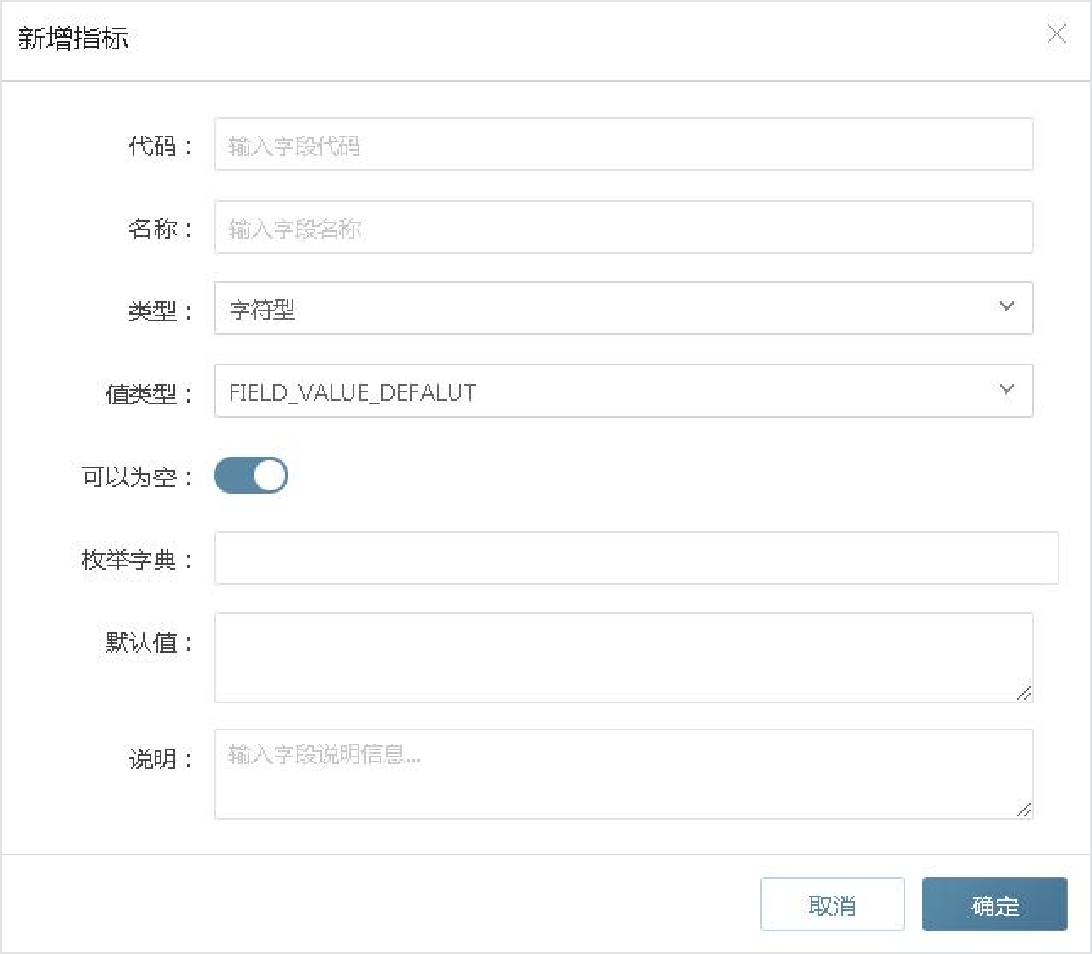 新增指标
代码： 输入字段代码
名称： 输入字段名称
类型： 字符型
值类型： FIELD_VALUE_DEFALUT
可以为空：
枚举字典：
默认值：
说明： 输入字段说明信息...
取消 确定